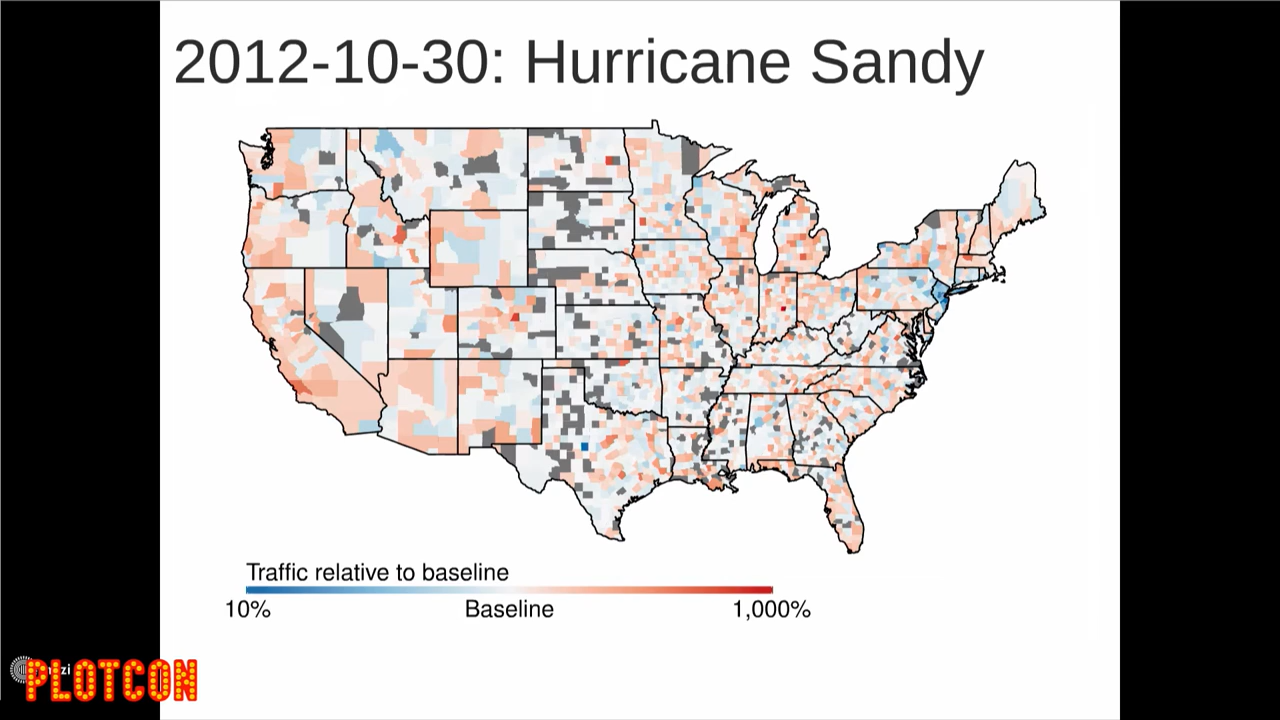 2012-10-30: Hurricane Sandy
Traffic relative to baseline
10% Baseline 1,000%
PLOTCON